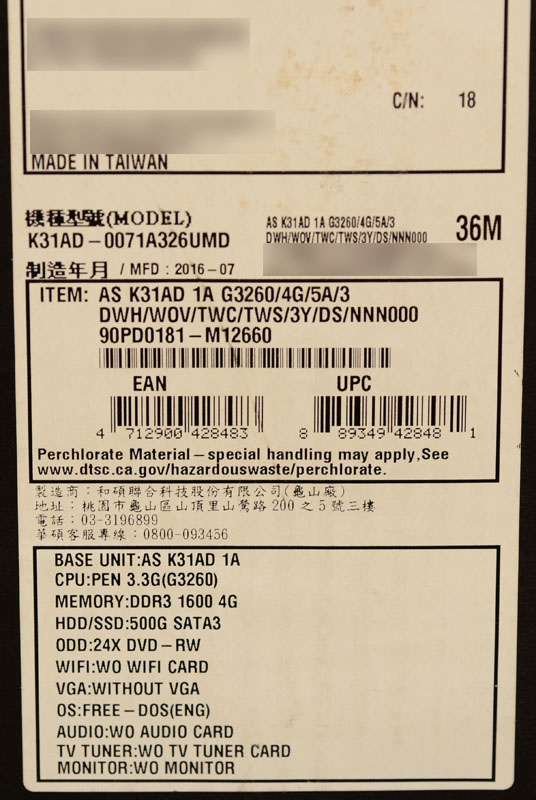 C/N: 18
MADE IN TAIWAN
機種型號(MODEL)
K31AD-0071A326UMD
AS K31AD 1A G3260/4G/5A/3
DWH/WOV/TWC/TWS/3Y/DS/NNN000
36M
制造年月 / MFD : 2016-07
ITEM: AS K31AD 1A G3260/4G/5A/3
DWH/WOV/TWC/TWS/3Y/DS/NNN000
90PD0181-M12660
EAN UPC
4 712900 428483 8 89349 42848 1
Perchlorate Material-special handling may apply,See
www.dtsc.ca.gov/hazardouswaste/perchlorate.
製造商：和碩聯合科技股份有限公司(龜山廠)
地址：桃園市龜山區山頂里山鶯路200之5號三樓
電話：03-3196899
華碩客服專線：0800-093456
BASE UNIT:AS K31AD 1A
CPU:PEN 3.3G(G3260)
MEMORY:DDR3 1600 4G
HDD/SSD:500G SATA3
ODD:24X DVD-RW
WIFI:WO WIFI CARD
VGA:WITHOUT VGA
OS:FREE-DOS(ENG)
AUDIO:WO AUDIO CARD
TV TUNER:WO TV TUNER CARD
MONITOR:WO MONITOR